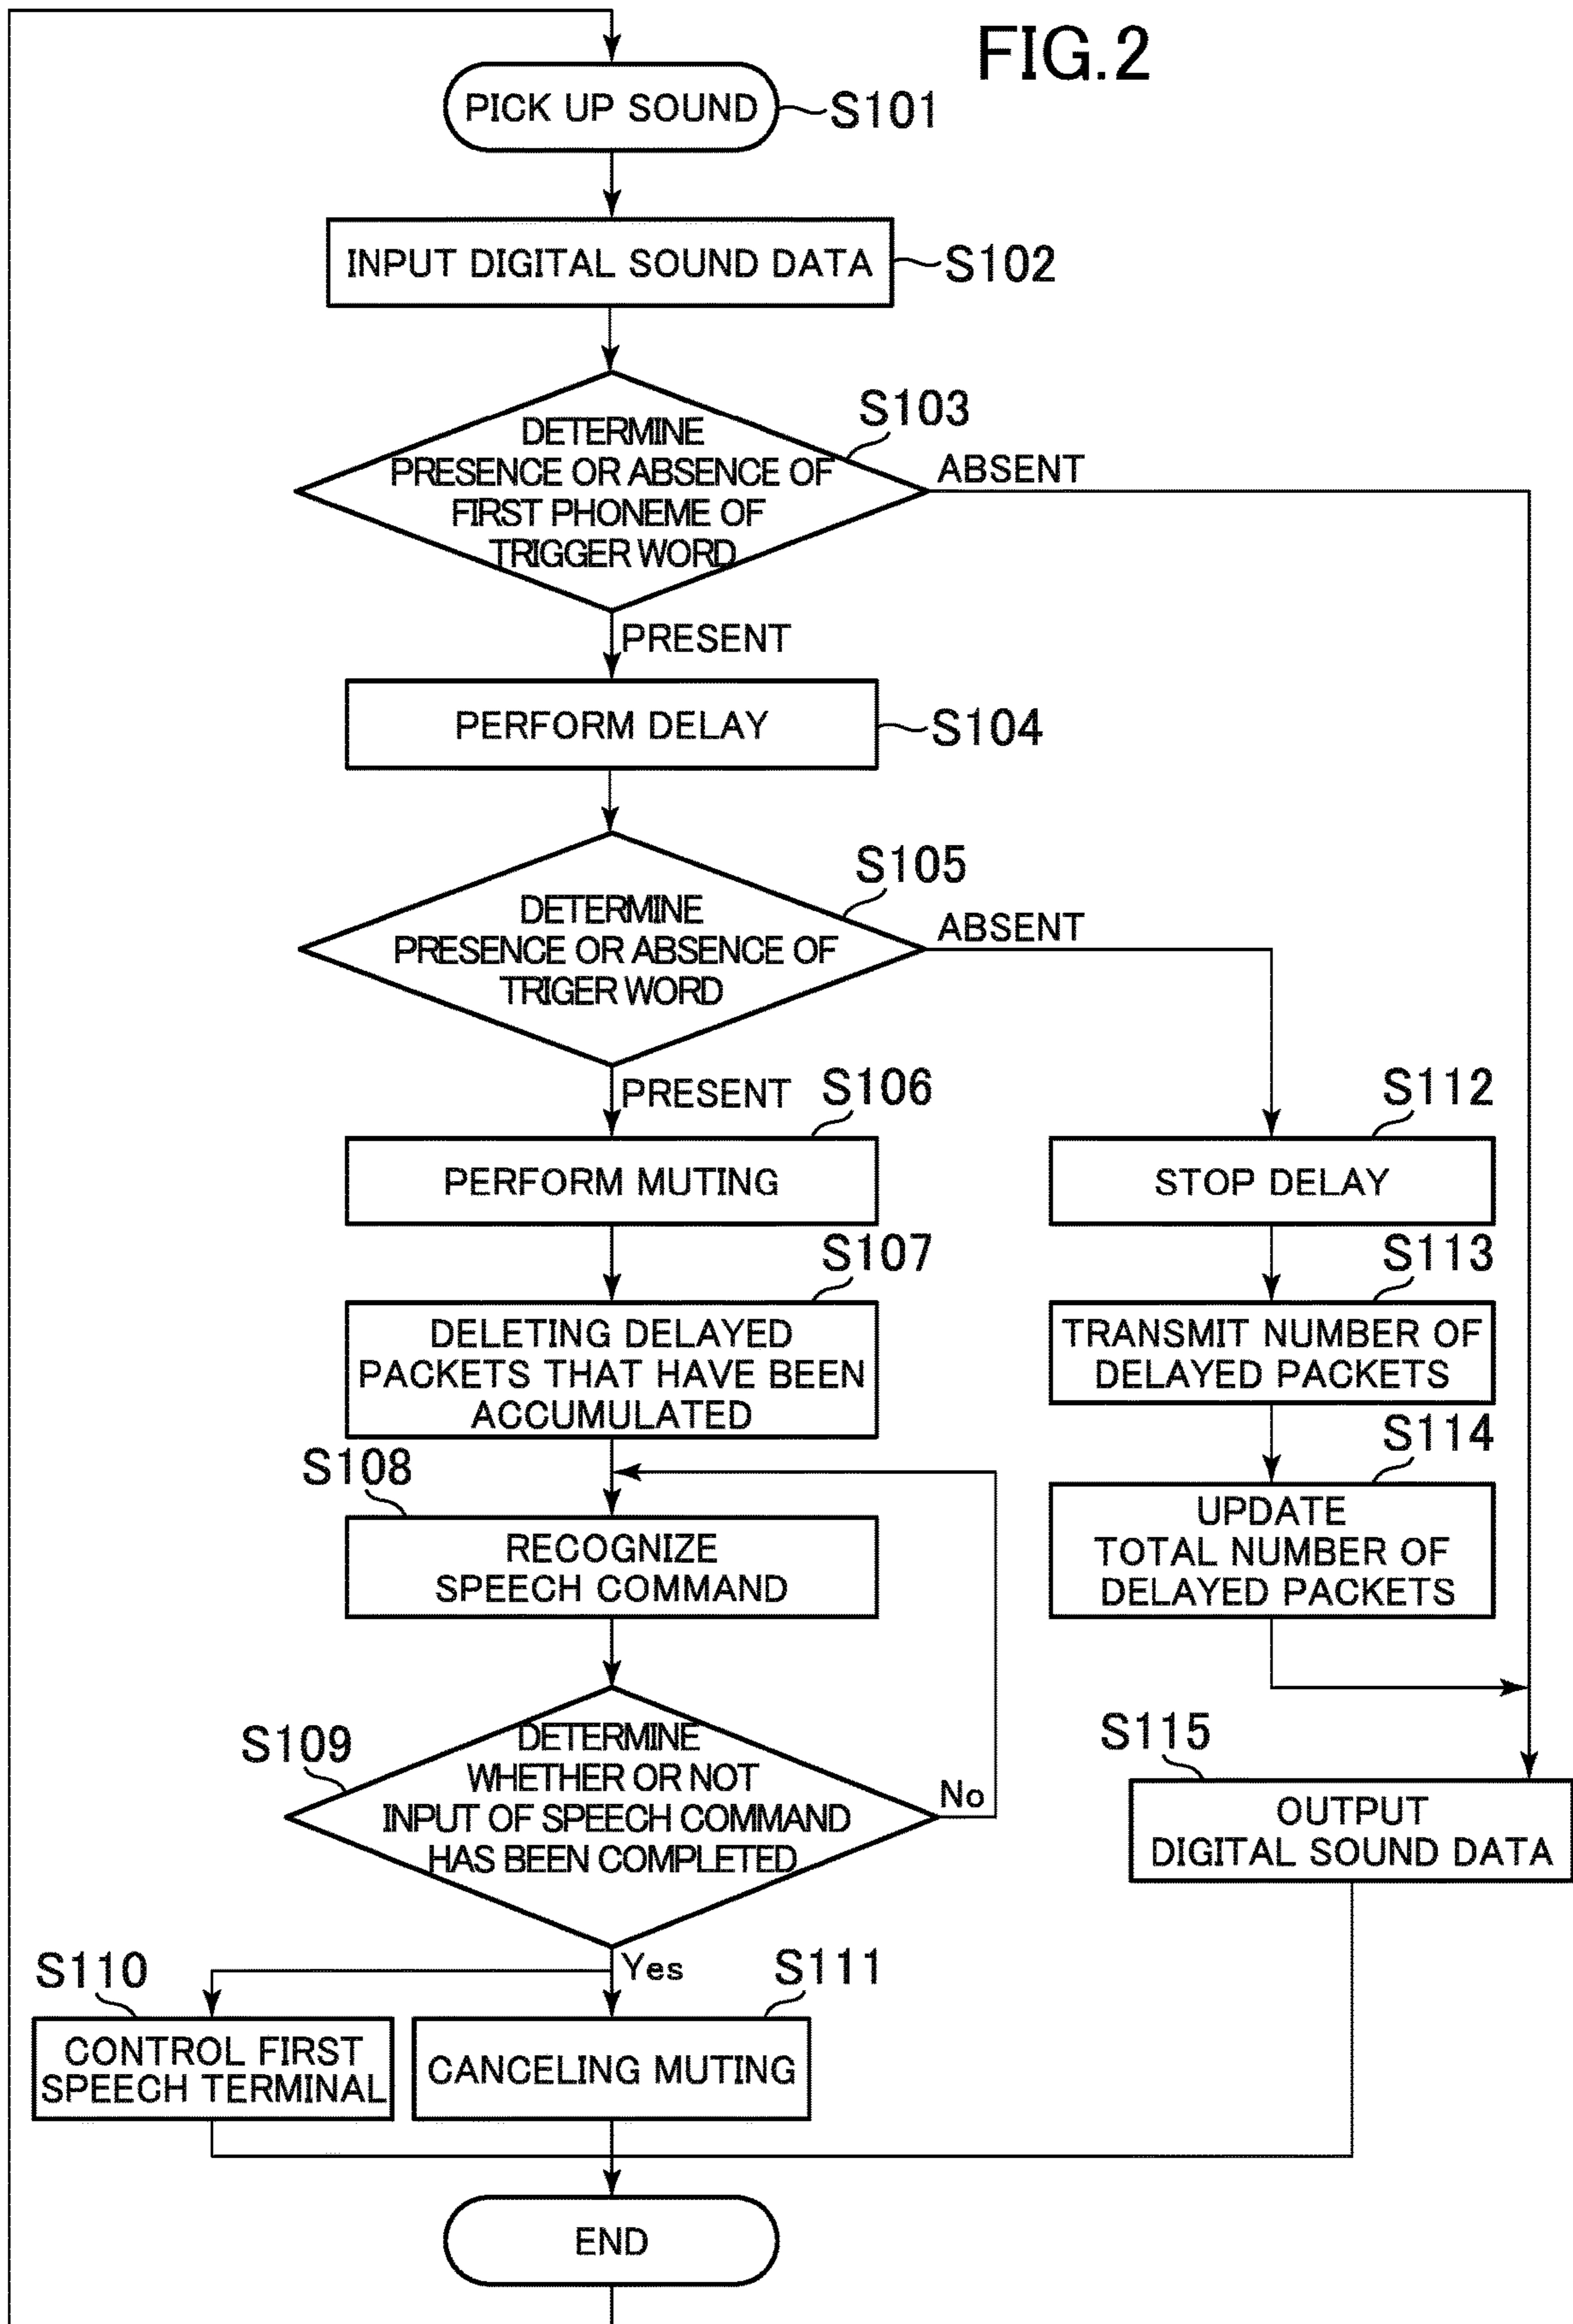 FIG.2
PICK UP SOUND
S101
INPUT DIGITAL SOUND DATA
S102
S103
DETERMINE
PRESENCE OR ABSENCE OF
FIRST PHONEME OF
TRIGGER WORD
ABSENT
PRESENT
PERFORM DELAY
S104
S105
DETERMINE
PRESENCE OR ABSENCE OF
TRIGER WORD
ABSENT
PRESENT
S106
PERFORM MUTING
S112
STOP DELAY
S107
DELETING DELAYED
PACKETS THAT HAVE BEEN
ACCUMULATED
S113
TRANSMIT NUMBER OF
DELAYED PACKETS
S114
UPDATE
TOTAL NUMBER OF
DELAYED PACKETS
S108
RECOGNIZE
SPEECH COMMAND
S109
DETERMINE
WHETHER OR NOT
INPUT OF SPEECH COMMAND
HAS BEEN COMPLETED
No
S115
OUTPUT
DIGITAL SOUND DATA
Yes
S110
CONTROL FIRST
SPEECH TERMINAL
S111
CANCELING MUTING
END